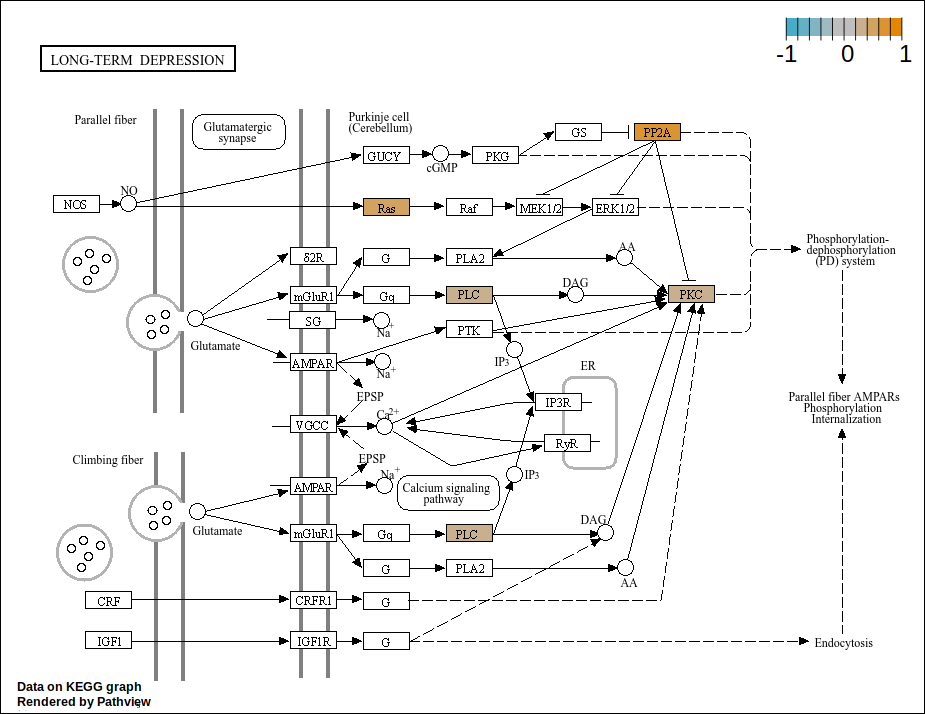 -1 0 1
LONG-TERM DEPRESSION
Parallel fiber
Glutamatergic
synapse
Purkinje cell
(Cerebellum)
GS
PP2A
GUCY
cGMP
PKG
NOS
NO
Ras
Raf
MEK1/2
ERK1/2
δ2R
G
PLA2
AA
Phosphorylation-
dephosphorylation
(PD) system
mGluR1
Gq
PLC
DAG
PKC
SG
Na+
PTK
Glutamate
IP3
AMPAR
Na+
ER
EPSP
IP3R
Parallel fiber AMPARs
Phosphorylation
Internalization
VGCC
Ca2+
RyR
Climbing fiber
EPSP
AMPAR
Na+
Calcium signaling
pathway
IP3
Glutamate
mGluR1
Gq
PLC
DAG
G
PLA2
AA
CRF
CRFR1
G
IGF1
IGF1R
G
Endocytosis
Data on KEGG graph
Rendered by Pathview